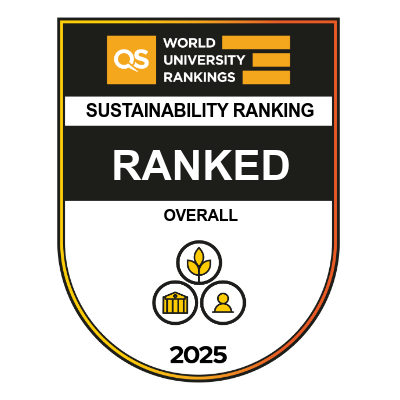 QS
WORLD
UNIVERSITY
RANKINGS
SUSTAINABILITY RANKING
RANKED
OVERALL
2025